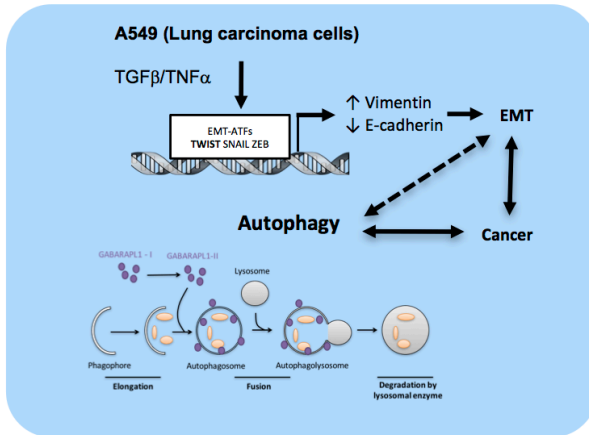 A549 (Lung carcinoma cells)
TGFβ/TNFα
↑ Vimentin
↓ E-cadherin
EMT
EMT-ATFs
TWIST SNAIL ZEB
Autophagy
Cancer
GABARAPL1 - I
GABARAPL1-II
Lysosome
Phagophore
Autophagosome
Autophagolysosome
Elongation
Fusion
Degradation by
lysosomal enzyme